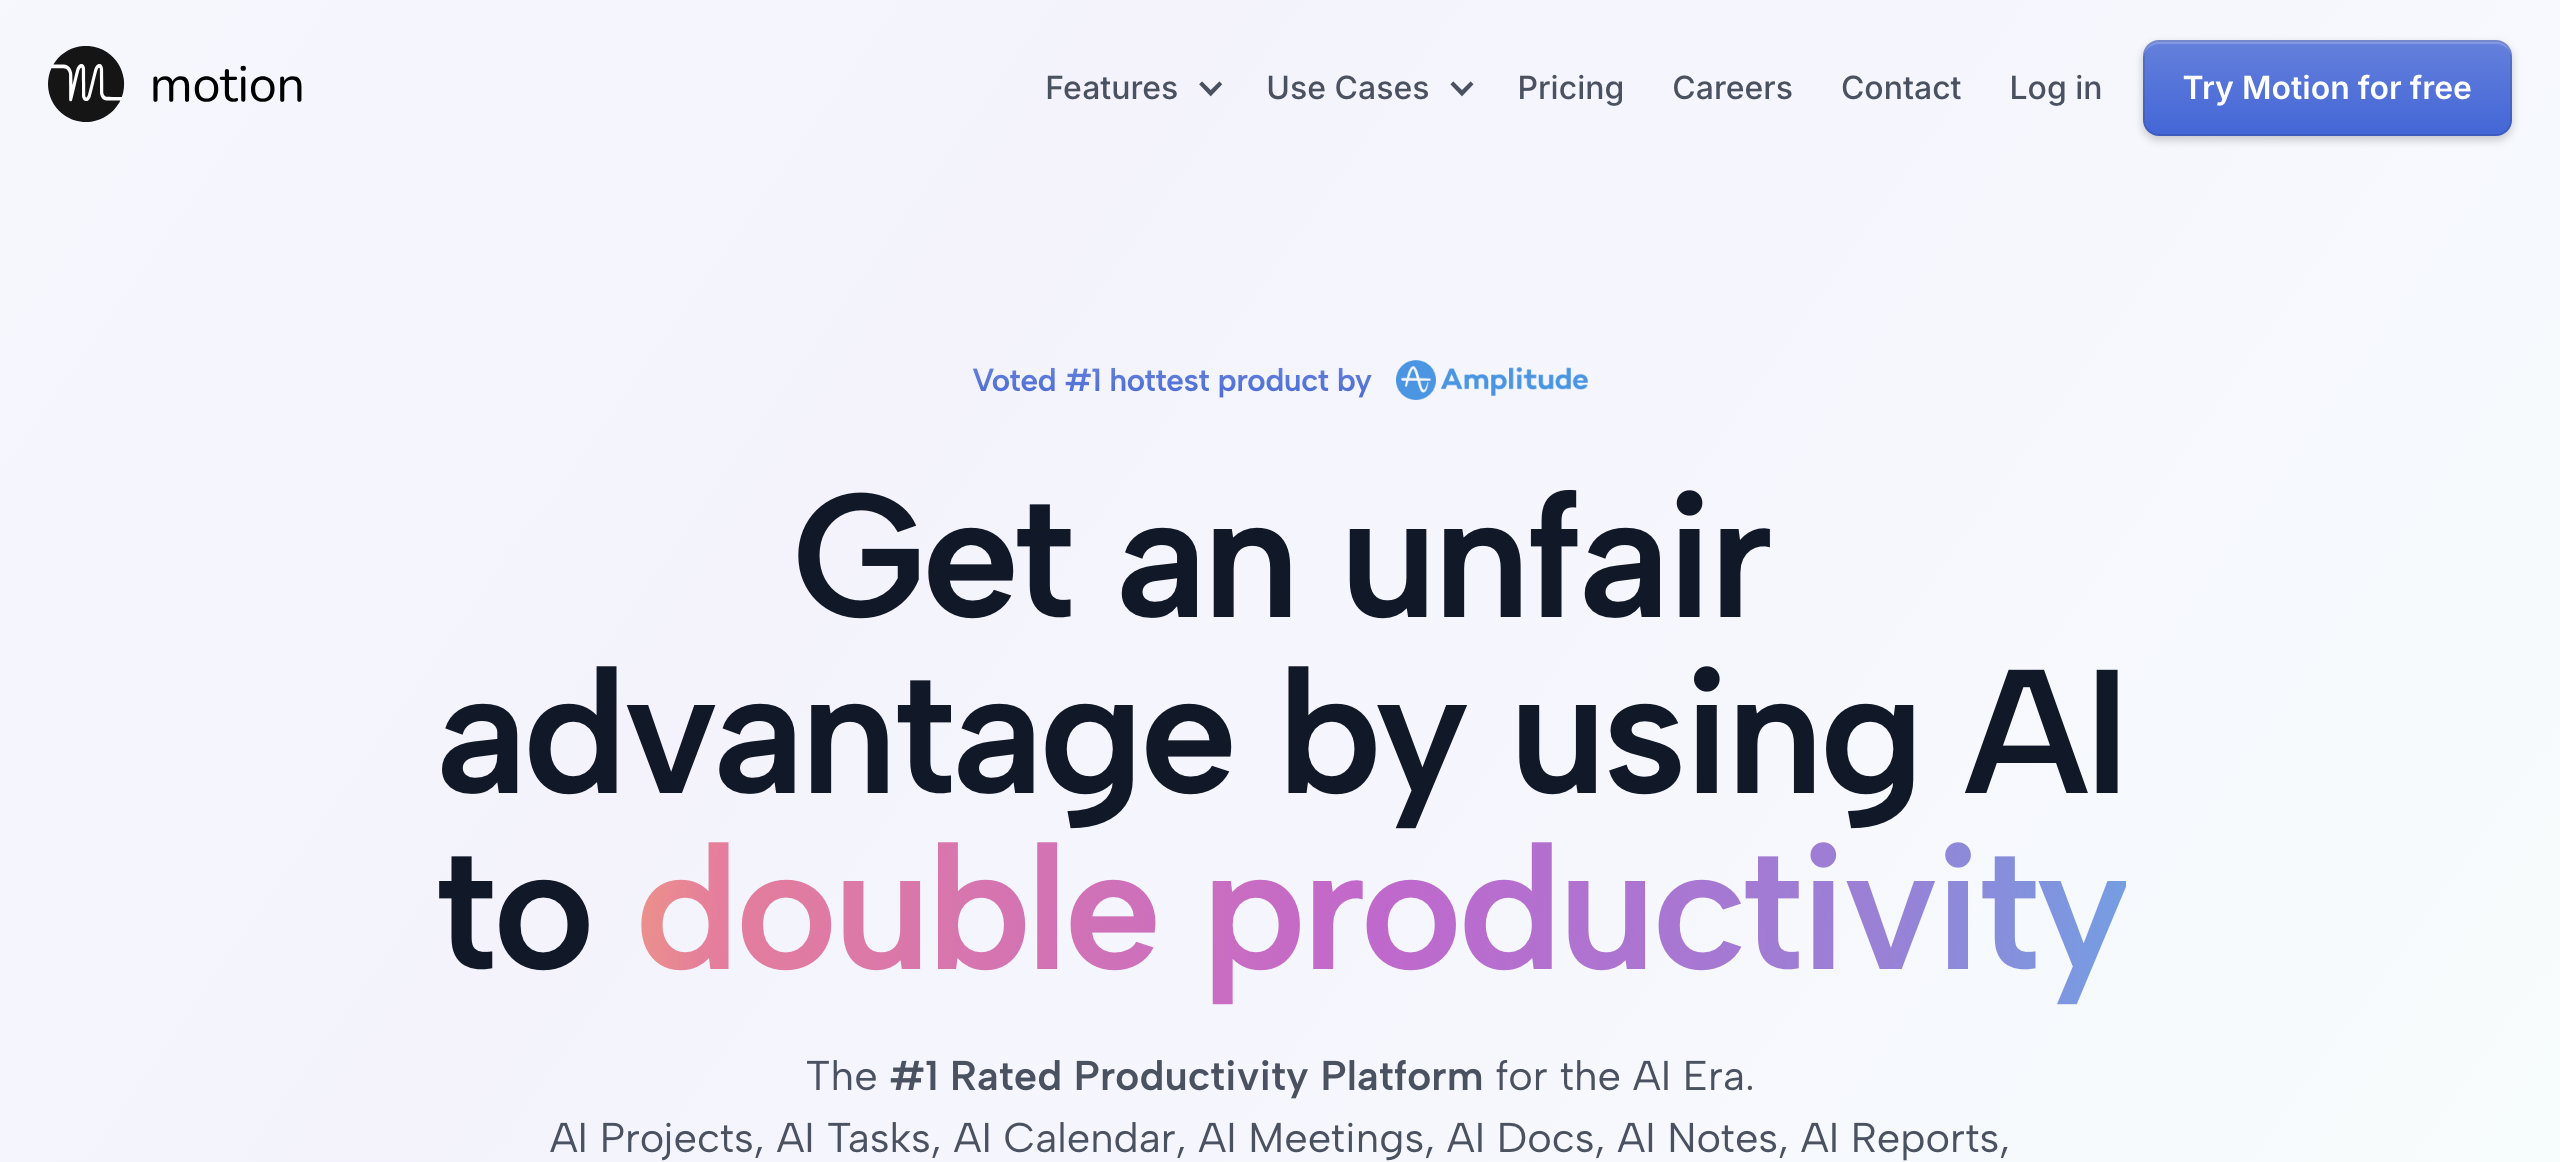 motion
Features Use Cases Pricing Careers Contact Log in Try Motion for free
Voted #1 hottest product by Amplitude
Get an unfair
advantage by using AI
to double productivity
The #1 Rated Productivity Platform for the AI Era.
AI Projects, AI Tasks, AI Calendar, AI Meetings, AI Docs, AI Notes, AI Reports,